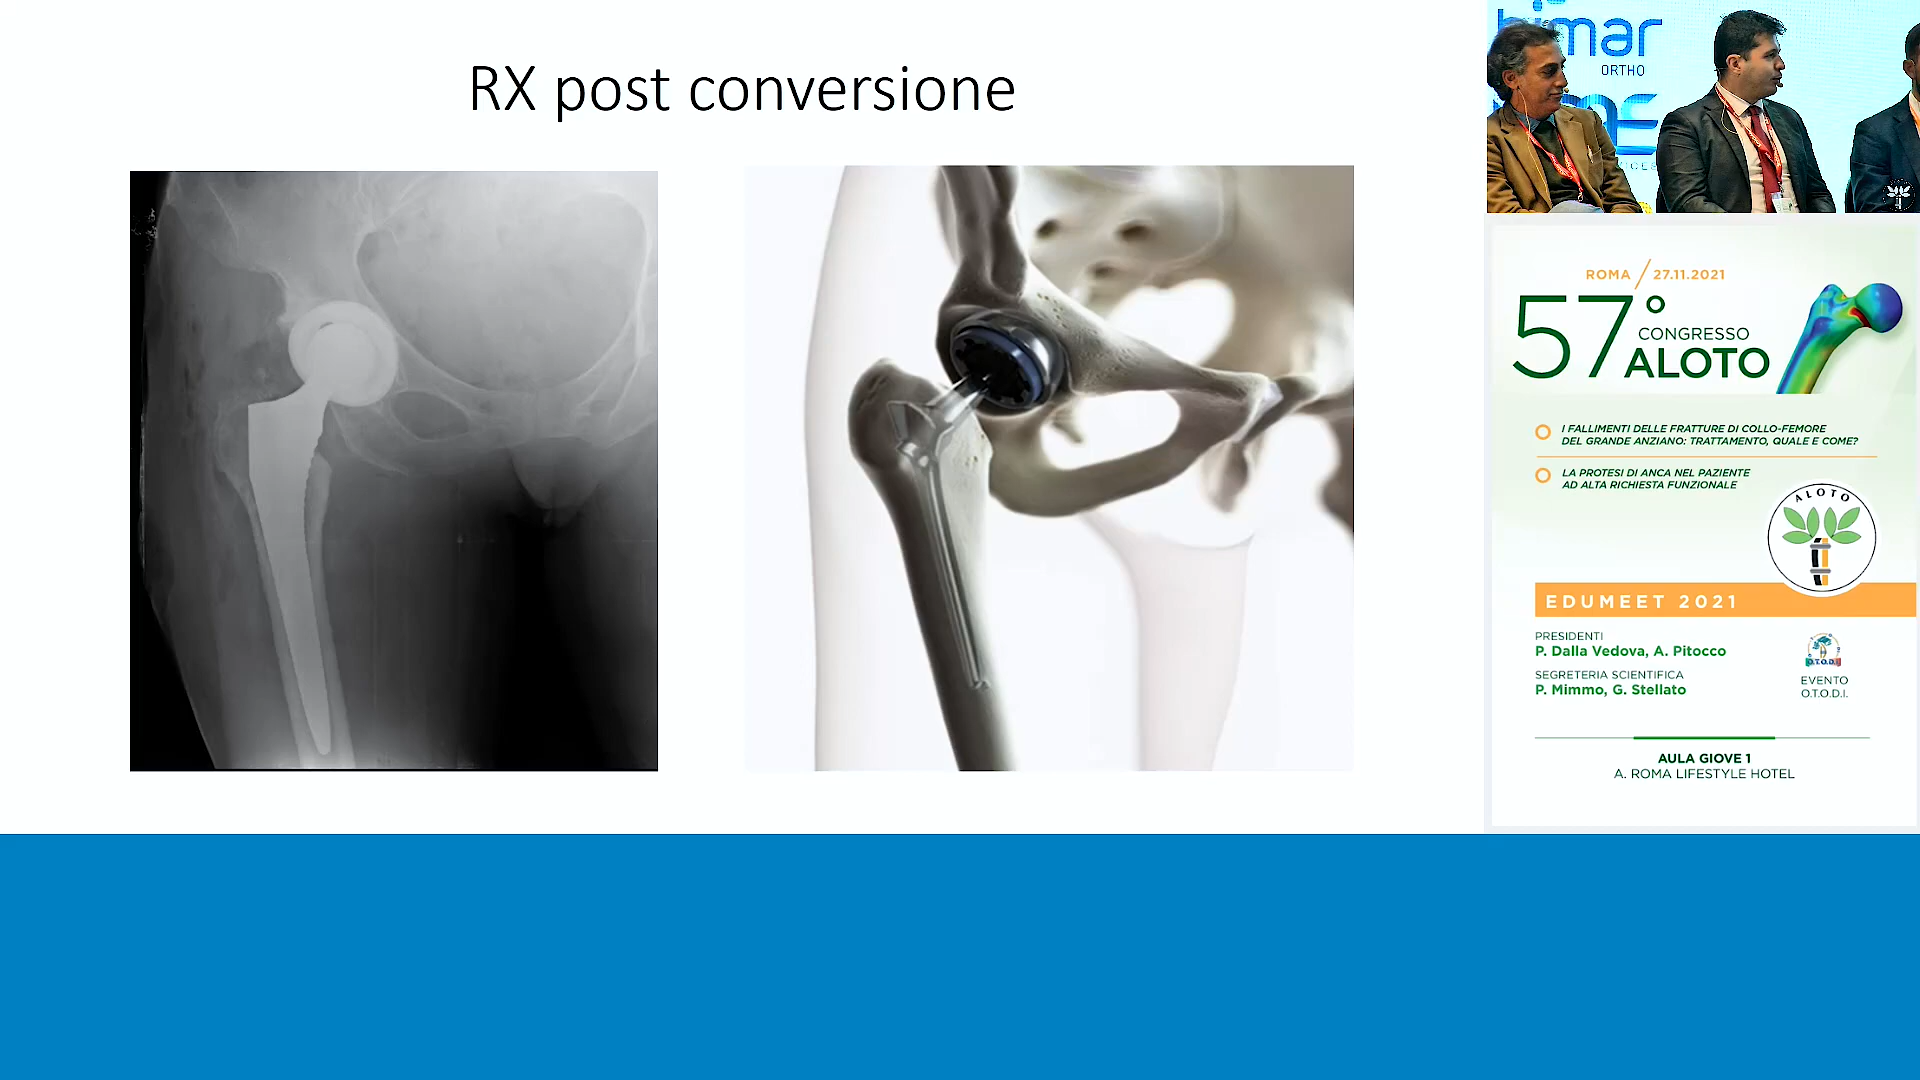 RX post conversione
bimar
ORTHO
ROMA / 27.11.2021
57°
CONGRESSO
ALOTO
I FALLIMENTI DELLE FRATTURE DI COLLO-FEMORE
DEL GRANDE ANZIANO: TRATTAMENTO, QUALE E COME?
LA PROTESI DI ANCA NEL PAZIENTE
AD ALTA RICHIESTA FUNZIONALE
ALOTO
EDUMEET 2021
PRESIDENTI
P. Dalla Vedova, A. Pitocco
SEGRETERIA SCIENTIFICA
P. Mimmo, G. Stellato
O.T.O.D.I.
EVENTO
O.T.O.D.I.
AULA GIOVE 1
A. ROMA LIFESTYLE HOTEL